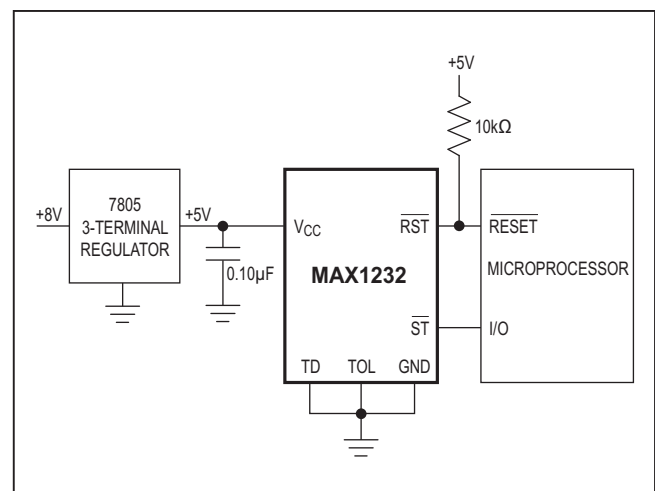 +5V
10kΩ
7805
3-TERMINAL
REGULATOR
+8V
+5V
0.10µF
VCC
RST
MAX1232
ST
TD TOL GND
RESET
MICROPROCESSOR
I/O